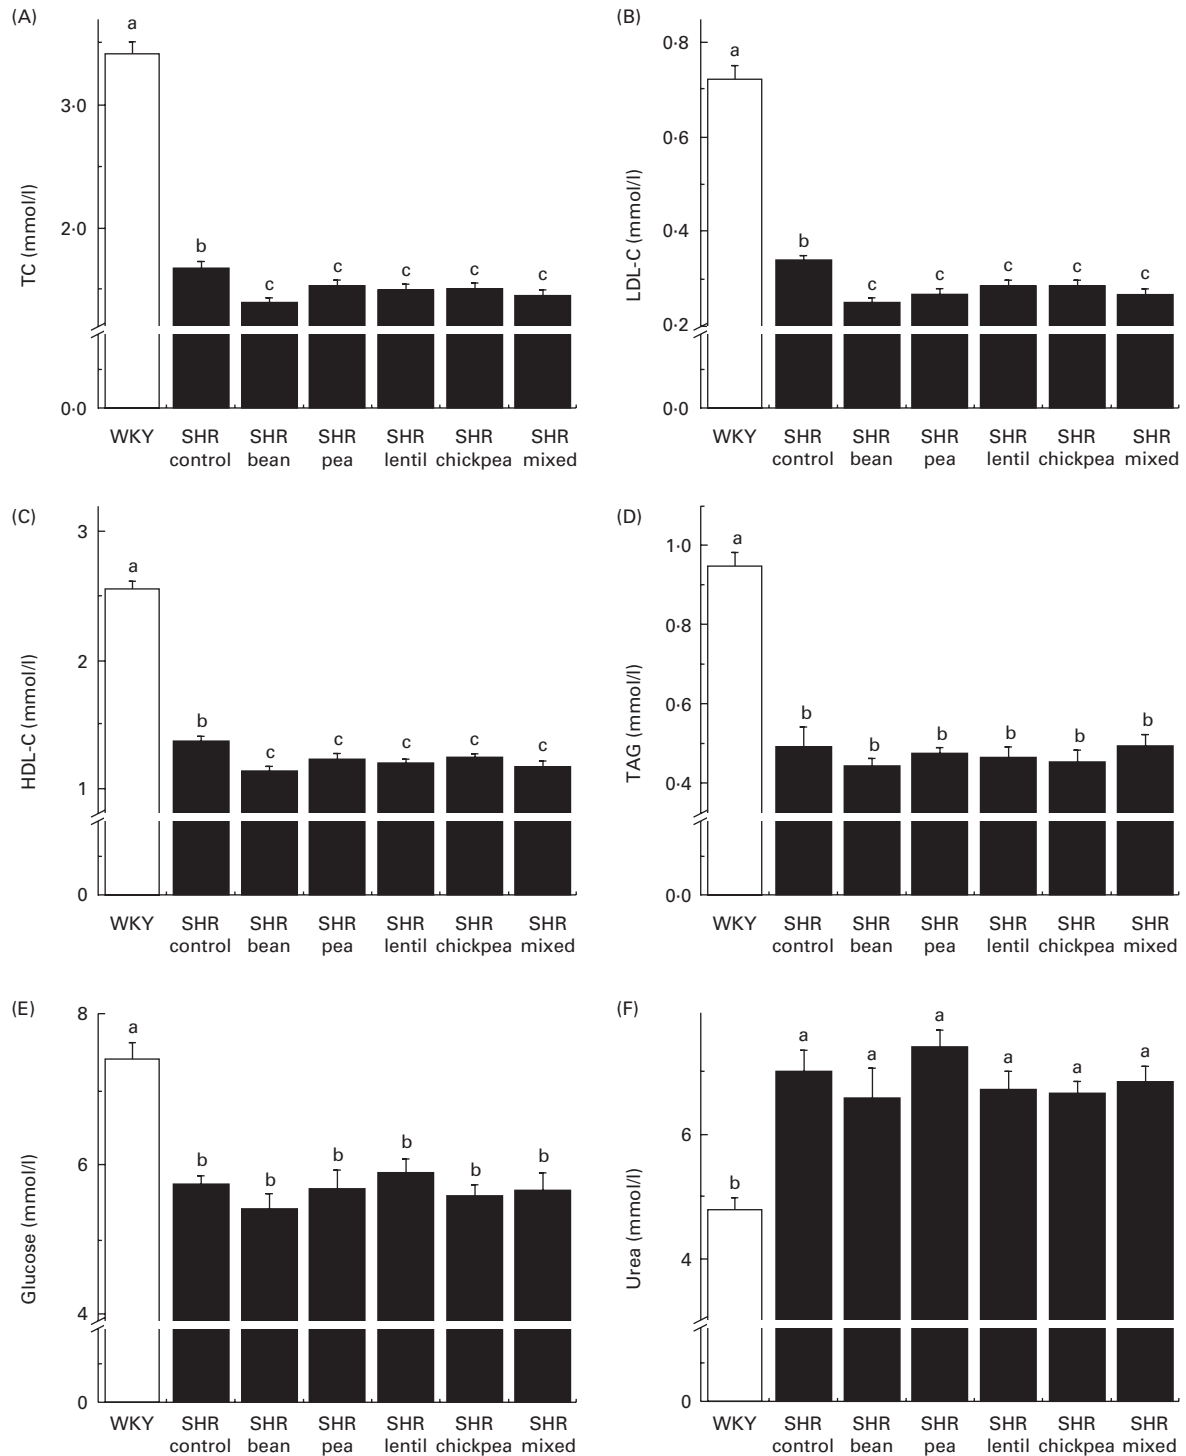 (A)
a
3·0
2·0
0·0
TC (mmol/l)
b
c
c
c
c
c
WKY SHR SHR SHR SHR SHR SHR
control bean pea lentil chickpea mixed
(B)
a
0·8
0·6
0·4
0·2
0·0
LDL-C (mmol/l)
b
c
c
c
c
c
WKY SHR SHR SHR SHR SHR SHR
control bean pea lentil chickpea mixed
(C)
3
2
1
0
HDL-C (mmol/l)
a
b
c
c
c
c
c
WKY SHR SHR SHR SHR SHR SHR
control bean pea lentil chickpea mixed
(D)
1·0
0·8
0·6
0·4
0·0
TAG (mmol/l)
a
b
b
b
b
b
b
WKY SHR SHR SHR SHR SHR SHR
control bean pea lentil chickpea mixed
(E)
8
6
4
0
Glucose (mmol/l)
a
b
b
b
b
b
b
WKY SHR SHR SHR SHR SHR SHR
control bean pea lentil chickpea mixed
(F)
6
4
0
Urea (mmol/l)
b
a
a
a
a
a
a
WKY SHR SHR SHR SHR SHR SHR
control bean pea lentil chickpea mixed